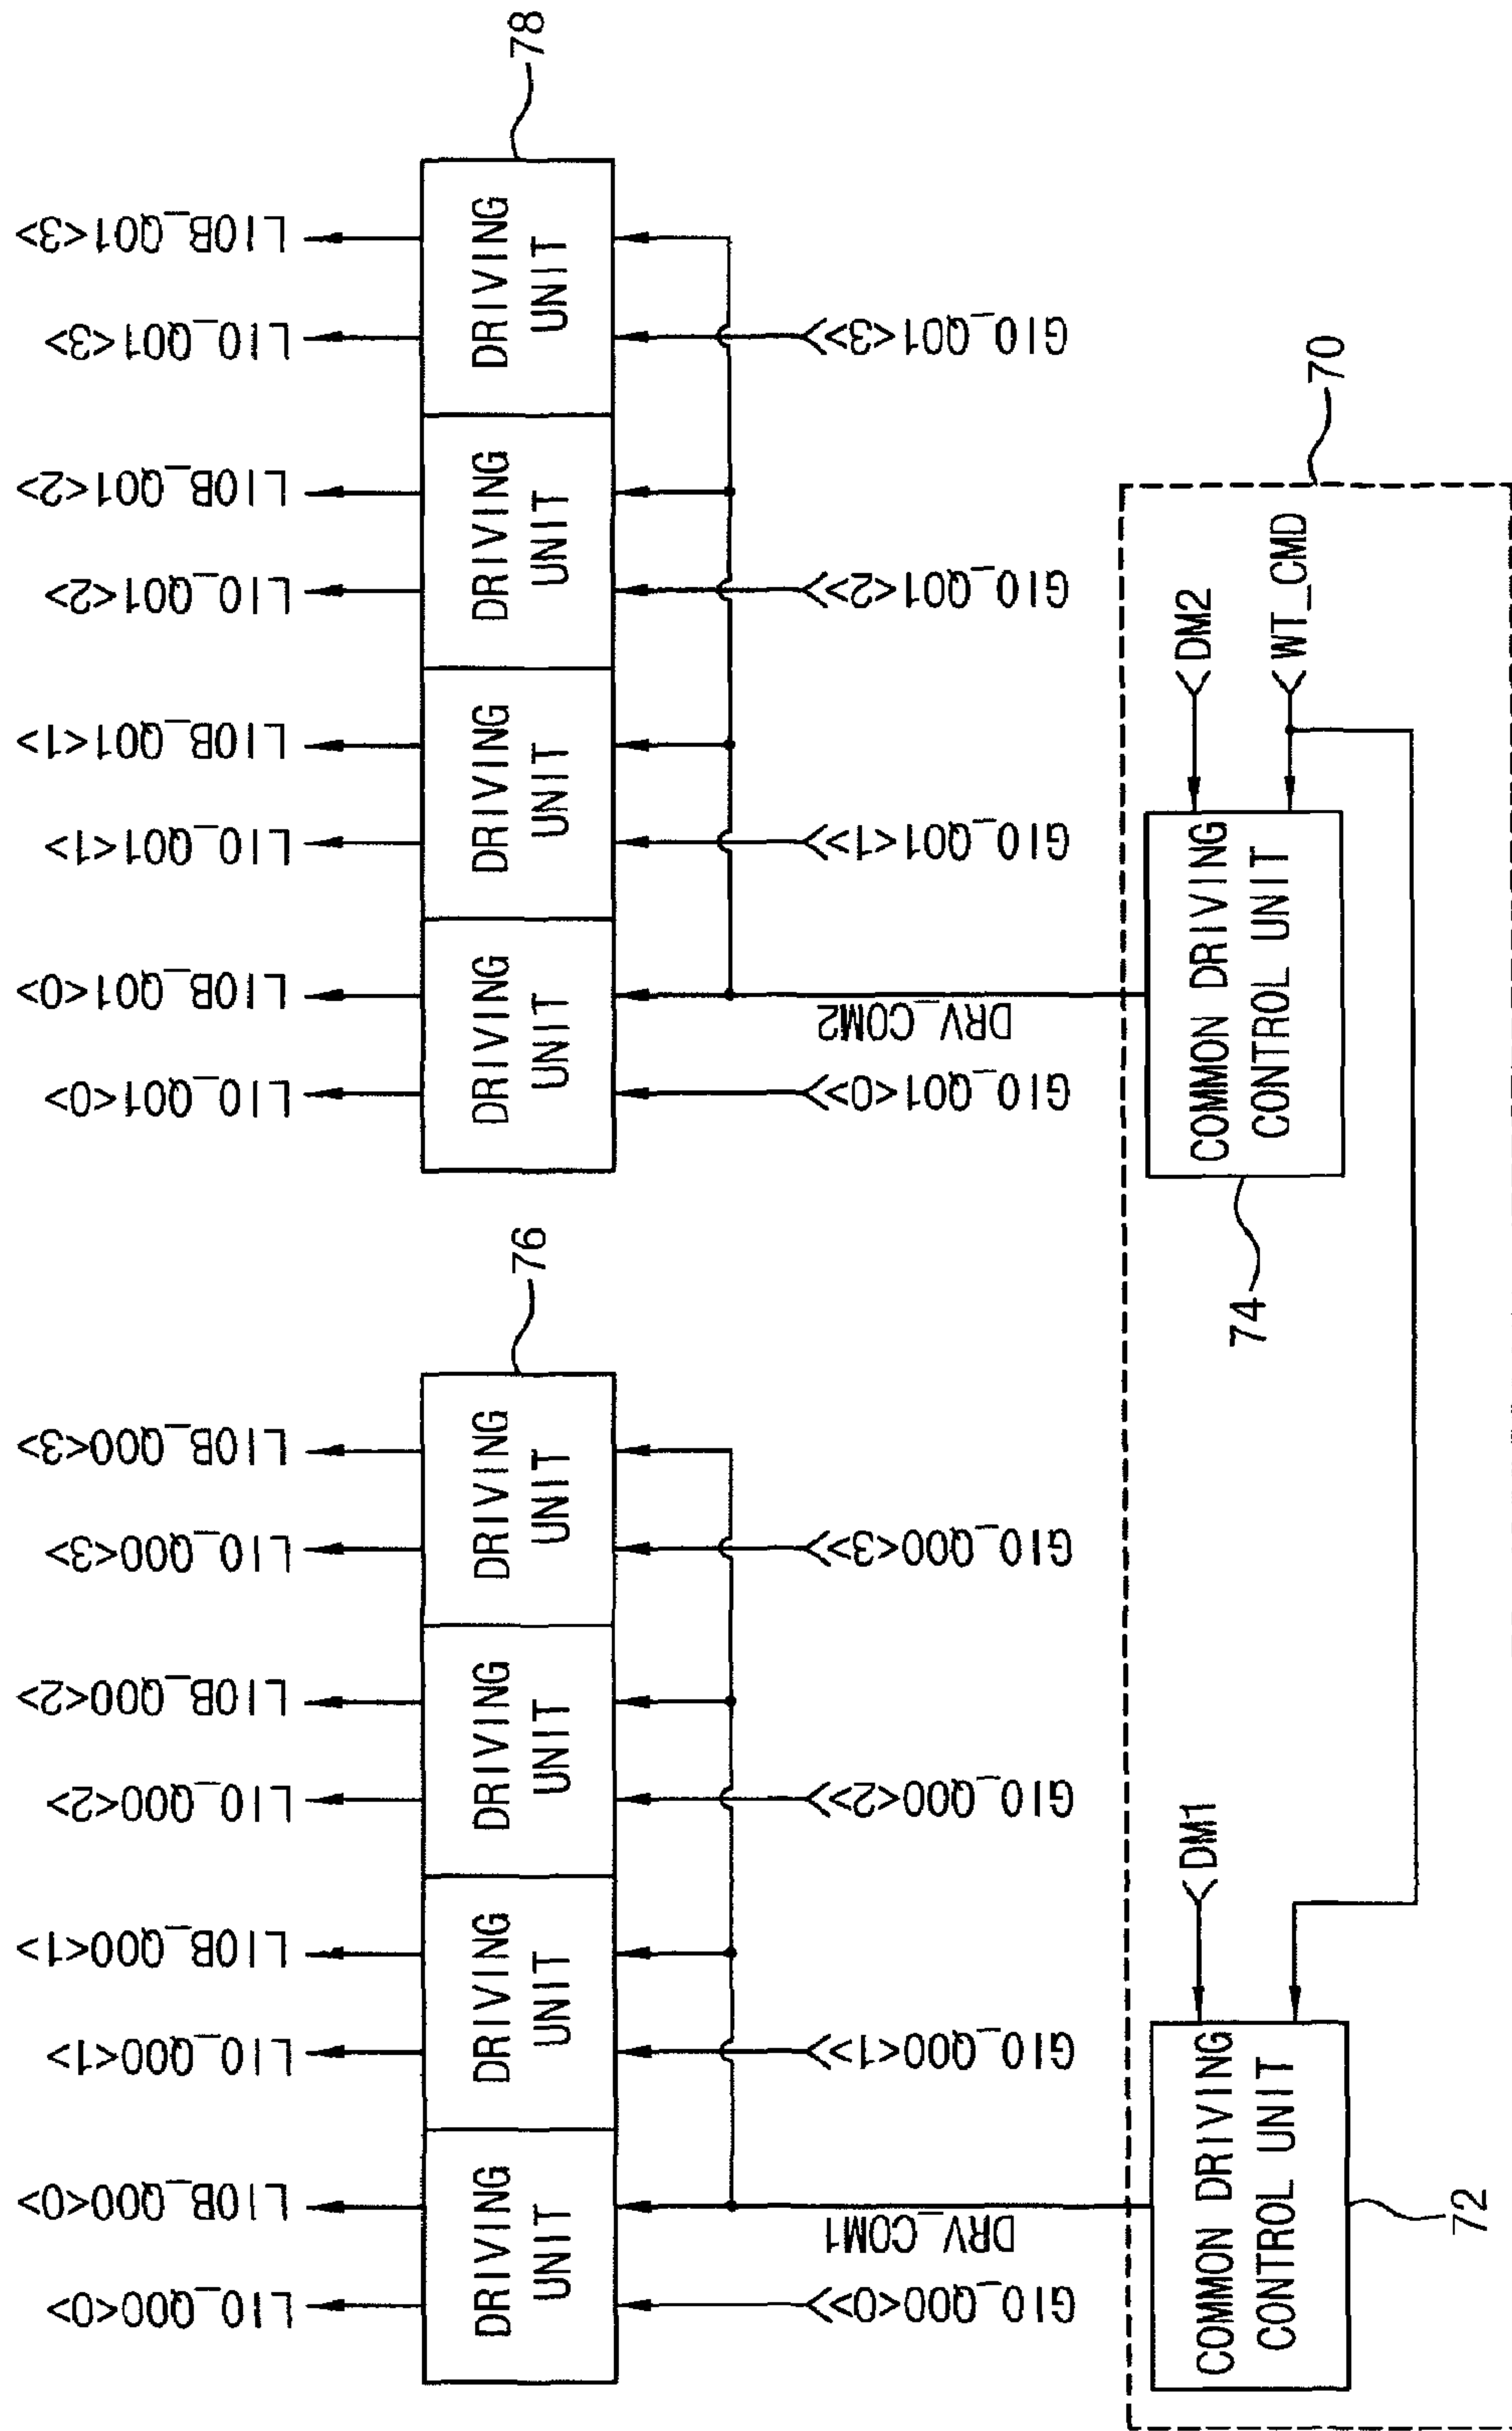 LIO_Q00<0>
LIOB_Q00<0>
LIO_Q00<1>
LIOB_Q00<1>
LIO_Q00<2>
LIOB_Q00<2>
LIO_Q00<3>
LIOB_Q00<3>
LIO_Q01<0>
LIOB_Q01<0>
LIO_Q01<1>
LIOB_Q01<1>
LIO_Q01<2>
LIOB_Q01<2>
LIO_Q01<3>
LIOB_Q01<3>
DRIVING
UNIT
DRIVING
UNIT
DRIVING
UNIT
DRIVING
UNIT
76
DRIVING
UNIT
DRIVING
UNIT
DRIVING
UNIT
DRIVING
UNIT
78
GIO_Q00<0>
DRV_COM1
GIO_Q00<1>
GIO_Q00<2>
GIO_Q00<3>
GIO_Q01<0>
DRV_COM2
GIO_Q01<1>
GIO_Q01<2>
GIO_Q01<3>
COMMON DRIVING
CONTROL UNIT
72
DM1
COMMON DRIVING
CONTROL UNIT
74
DM2
WT_CMD
70